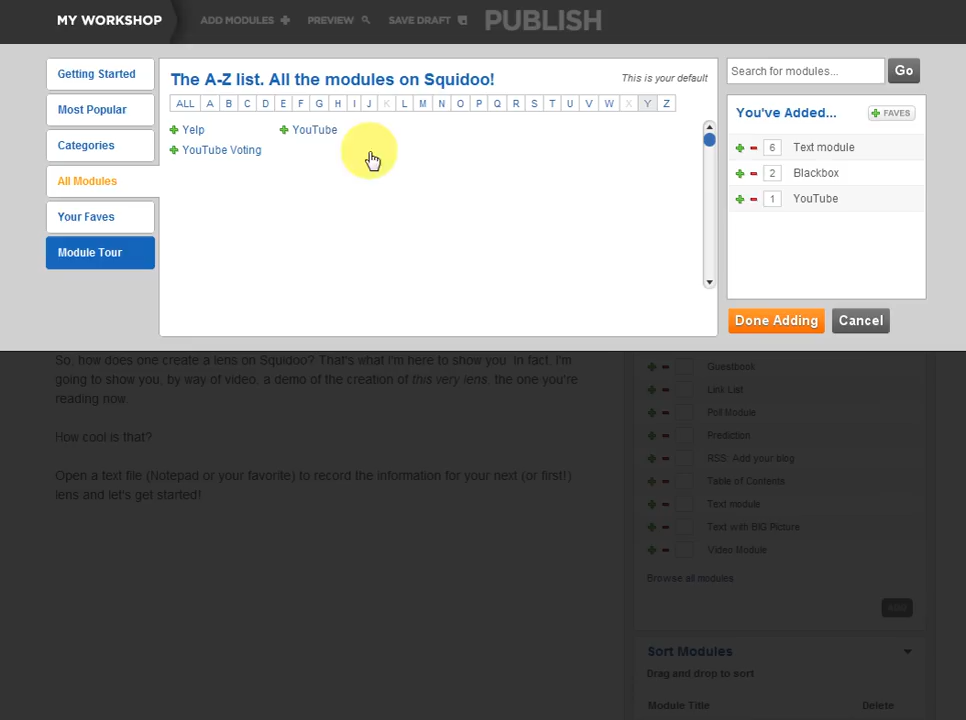 MY WORKSHOP ADD MODULES PREVIEW SAVE DRAFT PUBLISH
Getting Started
Most Popular
Categories
All Modules
Your Faves
Module Tour
The A-Z list. All the modules on Squidoo! This is your default
ALL A B C D E F G H I J K L M N O P Q R S T U V W X Y Z
Yelp YouTube
YouTube Voting
Search for modules... Go
You've Added... FAVES
6 Text module
2 Blackbox
1 YouTube
Done Adding Cancel
So, how does one create a lens on Squidoo? That's what I'm here to show you. In fact, I'm
going to show you, by way of video, a demo of the creation of this very lens, the one you're
reading now.
How cool is that?
Open a text file (Notepad or your favorite) to record the information for your next (or first!)
lens and let's get started!
Guestbook
Link List
Poll Module
Prediction
RSS: Add your blog
Table of Contents
Text module
Text with BIG Picture
Video Module
Browse all modules
ADD
Sort Modules
Drag and drop to sort
Module Title Delete